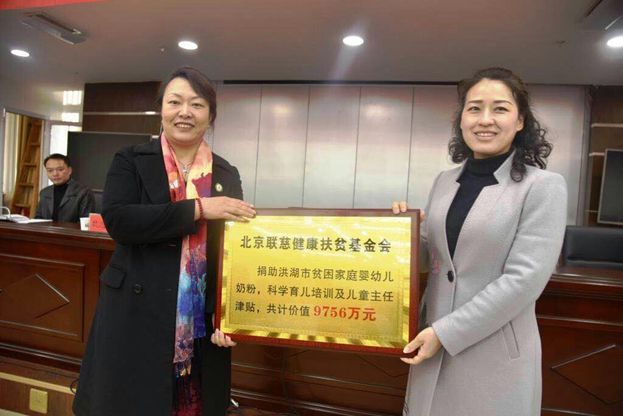 北京联慈健康扶贫基金会
捐助洪湖市贫困家庭婴幼儿
奶粉，科学育儿培训及儿童主任
津贴，共计价值 9756万元